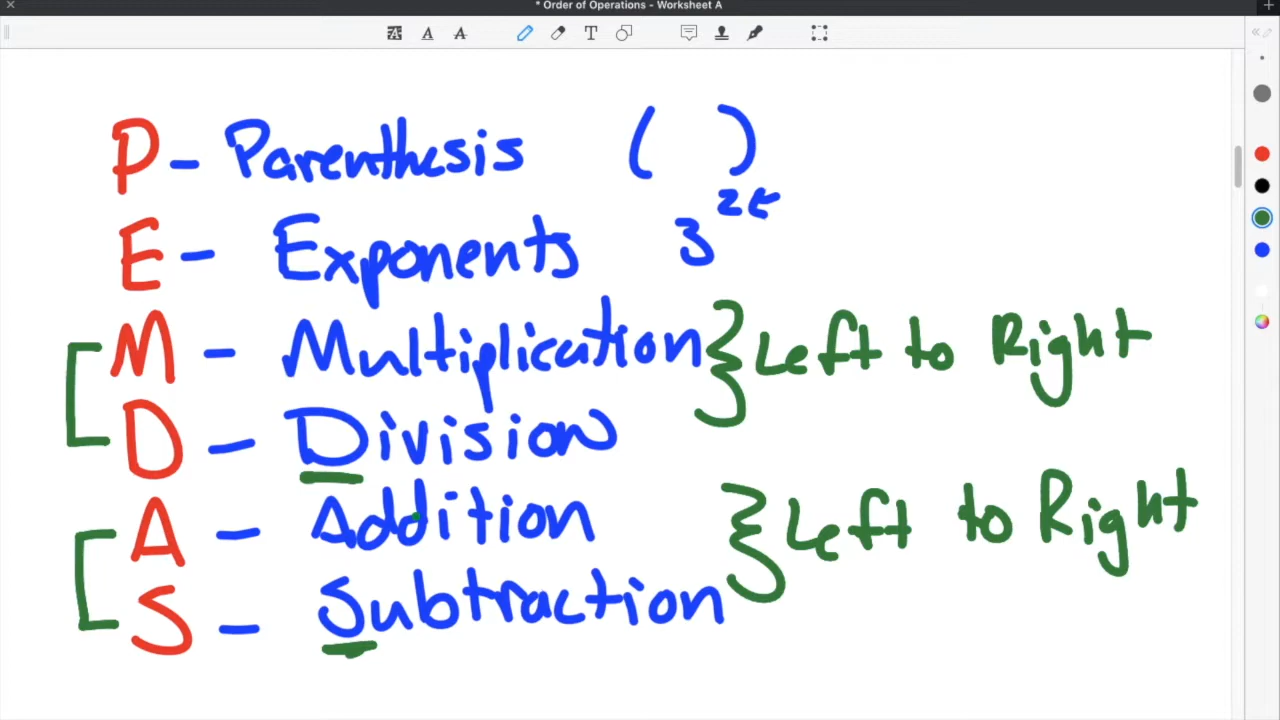 * Order of Operations - Worksheet A
P - Parenthesis ( )
E - Exponents 3²
M - Multiplication } Left to Right
D - Division
A - Addition } Left to Right
S - Subtraction